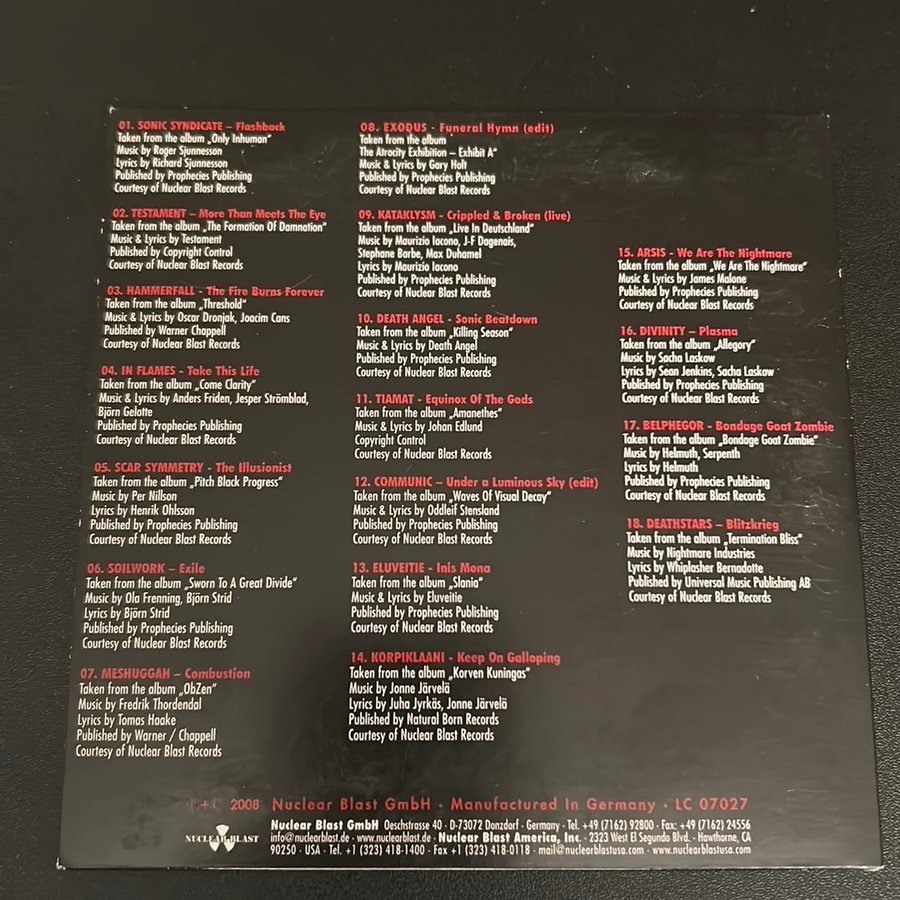 01. SONIC SYNDICATE – Flashback
Taken from the album „Only Inhuman"
Music by Roger Sjunnesson
Lyrics by Richard Sjunnesson
Published by Prophecies Publishing
Courtesy of Nuclear Blast Records
02. TESTAMENT – More Than Meets The Eye
Taken from the album „The Formation Of Damnation"
Music & Lyrics by Testament
Published by Copyright Control
Courtesy of Nuclear Blast Records
03. HAMMERFALL - The Fire Burns Forever
Taken from the album „Threshold"
Music & Lyrics by Oscar Dronjak, Joacim Cans
Published by Warner Chappell
Courtesy of Nuclear Blast Records
04. IN FLAMES - Take This Life
Taken from the album „Come Clarity"
Music & Lyrics by Anders Friden, Jesper Strömblad,
Björn Gelotte
Published by Prophecies Publishing
Courtesy of Nuclear Blast Records
05. SCAR SYMMETRY - The Illusionist
Taken from the album „Pitch Black Progress"
Music by Per Nillson
Lyrics by Henrik Ohlsson
Published by Prophecies Publishing
Courtesy of Nuclear Blast Records
06. SOILWORK – Exile
Taken from the album „Sworn To A Great Divide"
Music by Ola Frenning, Björn Strid
Lyrics by Björn Strid
Published by Prophecies Publishing
Courtesy of Nuclear Blast Records
07. MESHUGGAH – Combustion
Taken from the album „ObZen"
Music by Fredrik Thordendal
Lyrics by Tomas Haake
Published by Warner / Chappell
Courtesy of Nuclear Blast Records
08. EXODUS - Funeral Hymn (edit)
Taken from the album
The Atrocity Exhibition – Exhibit A"
Music & Lyrics by Gary Holt
Published by Prophecies Publishing
Courtesy of Nuclear Blast Records
09. KATAKLYSM - Crippled & Broken (live)
Taken from the album „Live In Deutschland"
Music by Maurizio Iacono, J-F Dagenais,
Stephane Barbe, Max Duhamel
Lyrics by Maurizio Iacono
Published by Prophecies Publishing
Courtesy of Nuclear Blast Records
10. DEATH ANGEL - Sonic Beatdown
Taken from the album „Killing Season"
Music & Lyrics by Death Angel
Published by Prophecies Publishing
Courtesy of Nuclear Blast Records
11. TIAMAT - Equinox Of The Gods
Taken from the album „Amanethes"
Music & Lyrics by Johan Edlund
Copyright Control
Courtesy of Nuclear Blast Records
12. COMMUNIC – Under a Luminous Sky (edit)
Taken from the album „Waves Of Visual Decay"
Music & Lyrics by Oddleif Stensland
Published by Prophecies Publishing
Courtesy of Nuclear Blast Records
13. ELUVEITIE - Inis Mona
Taken from the album „Slania"
Music & Lyrics by Eluveitie
Published by Prophecies Publishing
Courtesy of Nuclear Blast Records
14. KORPIKLAANI - Keep On Galloping
Taken from the album „Korven Kuningas"
Music by Jonne Järvelä
Lyrics by Juha Jyrkäs, Jonne Järvelä
Published by Natural Born Records
Courtesy of Nuclear Blast Records
15. ARSIS - We Are The Nightmare
Taken from the album „We Are The Nightmare"
Music & Lyrics by James Malone
Published by Prophecies Publishing
Courtesy of Nuclear Blast Records
16. DIVINITY – Plasma
Taken from the album „Allegory"
Music by Sacha Laskow
Lyrics by Sean Jenkins, Sacha Laskow
Published by Prophecies Publishing
Courtesy of Nuclear Blast Records
17. BELPHEGOR - Bondage Goat Zombie
Taken from the album „Bondage Goat Zombie"
Music by Helmuth, Serpenth
Lyrics by Helmuth
Published by Prophecies Publishing
Courtesy of Nuclear Blast Records
18. DEATHSTARS – Blitzkrieg
Taken from the album „Termination Bliss"
Music by Nightmare Industries
Lyrics by Whiplasher Bernadotte
Published by Universal Music Publishing AB
Courtesy of Nuclear Blast Records
2008 Nuclear Blast GmbH - Manufactured In Germany - LC 07027
NUCLEAR BLAST
Nuclear Blast GmbH Oeschstrasse 40 · D-73072 Donzdorf · Germany · Tel. +49 (7162) 92800 · Fax: +49 (7162) 24556
info@nuclearblast.de · www.nuclearblast.de · Nuclear Blast America, Inc. · 2323 West El Segundo Blvd. · Hawthorne, CA
90250 · USA · Tel. +1 (323) 418-1400 · Fax +1 (323) 418-0118 · mail@nuclearblastusa.com · www.nuclearblastusa.com